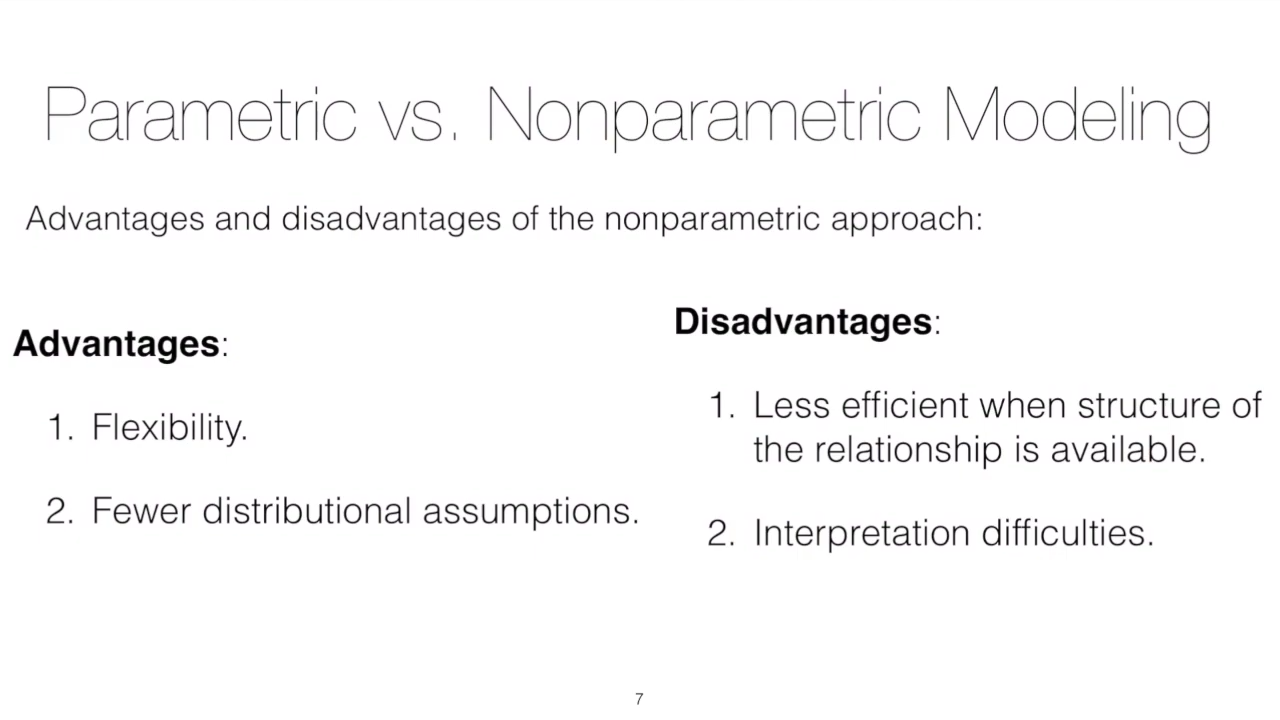 Parametric vs. Nonparametric Modeling
Advantages and disadvantages of the nonparametric approach:
Advantages:
1. Flexibility.
2. Fewer distributional assumptions.
Disadvantages:
1. Less efficient when structure of
the relationship is available.
2. Interpretation difficulties.
7